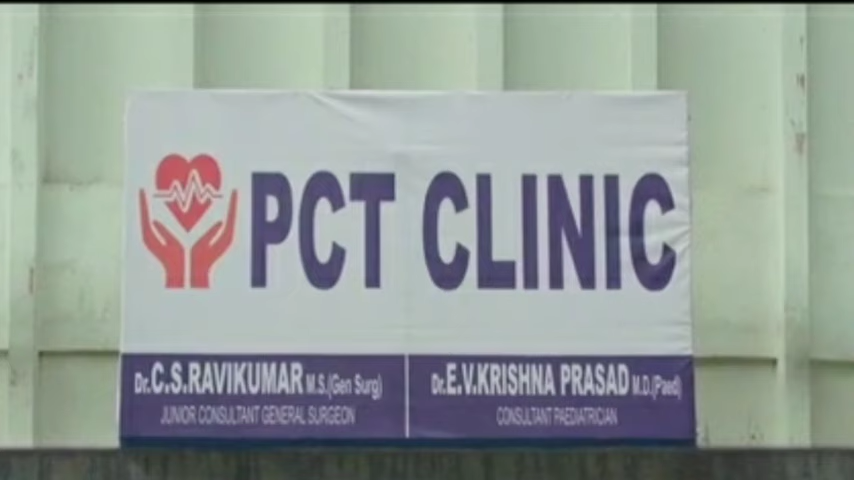 PCT CLINIC
Dr.C.S.RAVIKUMAR M.S.(Gen Surg)
JUNIOR CONSULTANT GENERAL SURGEON
Dr.E.V.KRISHNA PRASAD M.D.(Paed)
CONSULTANT PAEDIATRICIAN